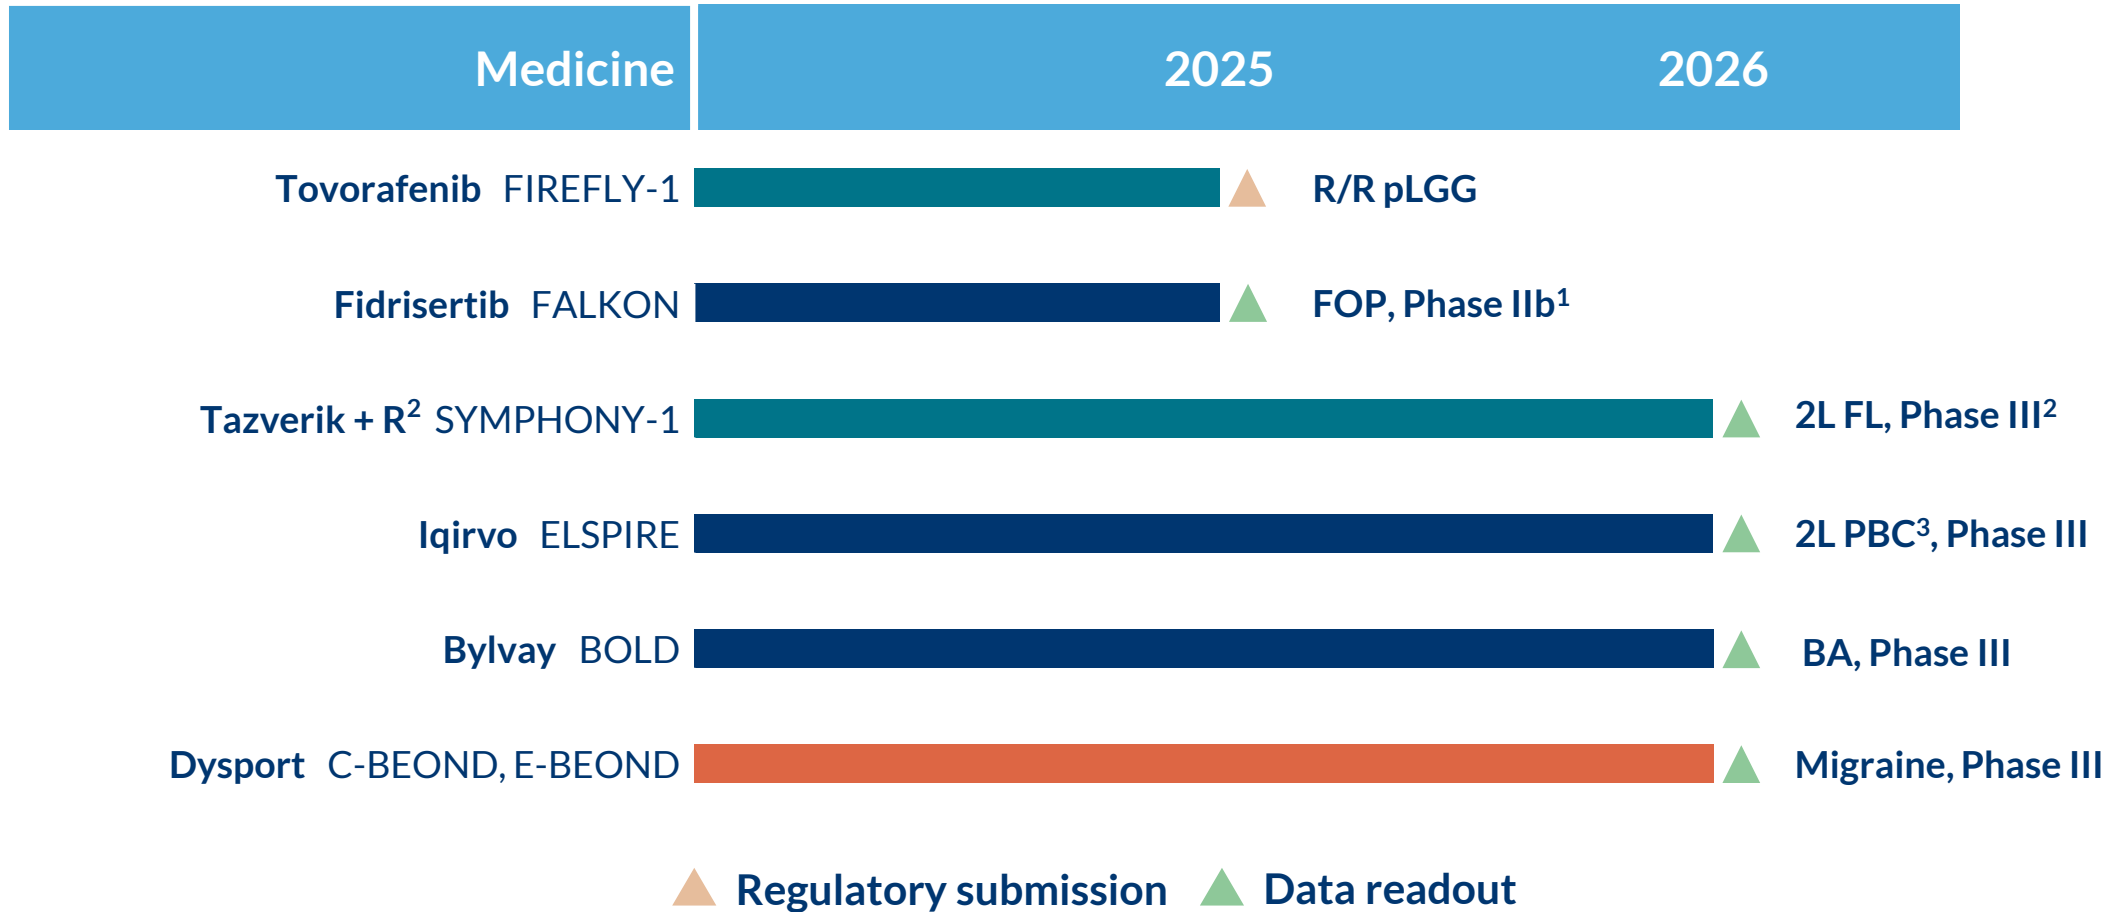 Medicine 2025 2026
Tovorafenib FIREFLY-1 R/R pLGG
Fidrisertib FALKON FOP, Phase IIb¹
Tazverik + R² SYMPHONY-1 2L FL, Phase III²
Iqirvo ELSPIRE 2L PBC³, Phase III
Bylvay BOLD BA, Phase III
Dysport C-BEOND, E-BEOND Migraine, Phase III
Regulatory submission Data readout